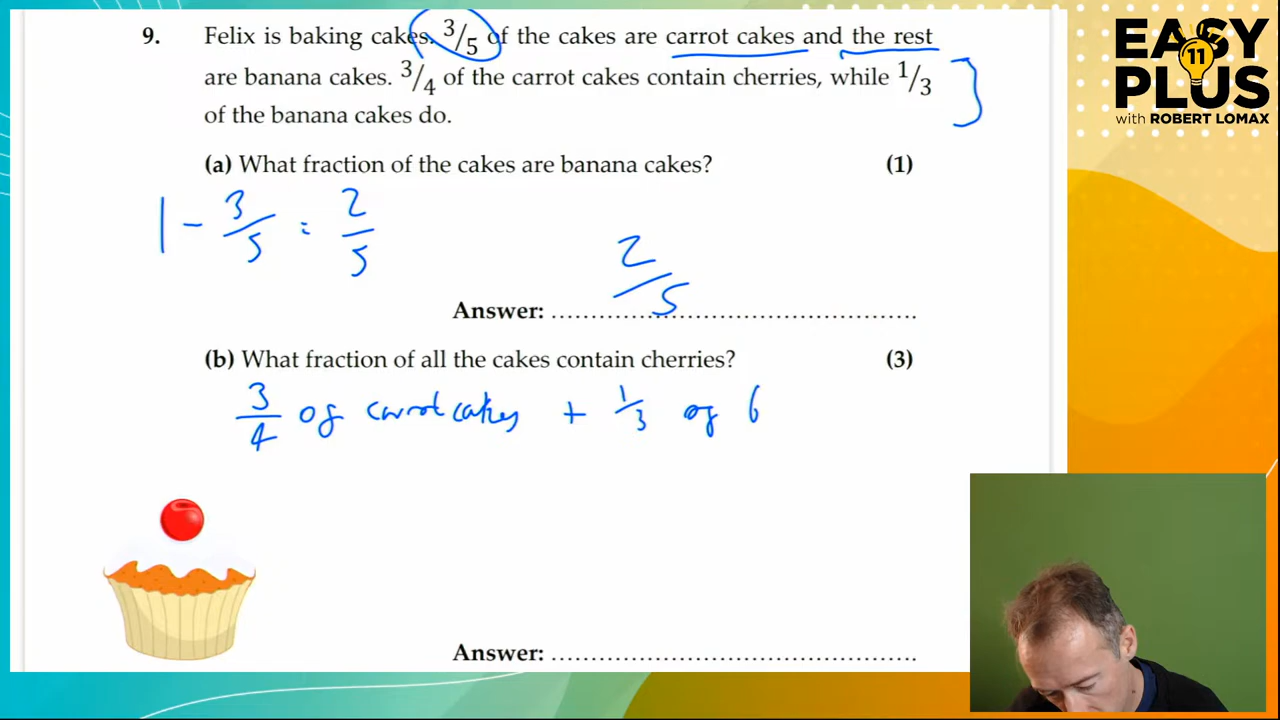 EASY
11
PLUS
with ROBERT LOMAX
9. Felix is baking cakes. 3/5 of the cakes are carrot cakes and the rest
are banana cakes. 3/4 of the carrot cakes contain cherries, while 1/3
of the banana cakes do.
(a) What fraction of the cakes are banana cakes? (1)
1 - 3/5 = 2/5
2/5
Answer: ................................................
(b) What fraction of all the cakes contain cherries? (3)
3/4 of carrot cakes + 1/3 of b
Answer: ................................................